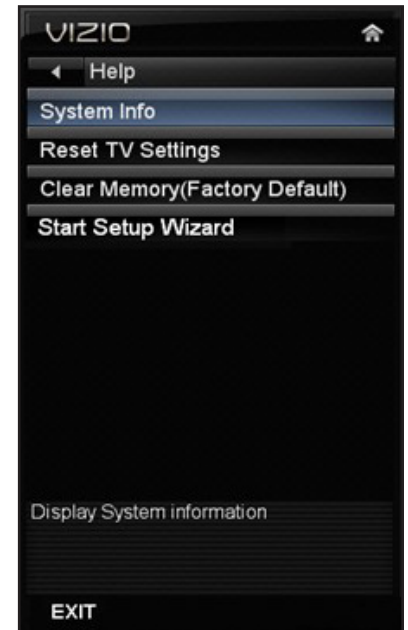 VIZIO
Help
System Info
Reset TV Settings
Clear Memory(Factory Default)
Start Setup Wizard
Display System information
EXIT